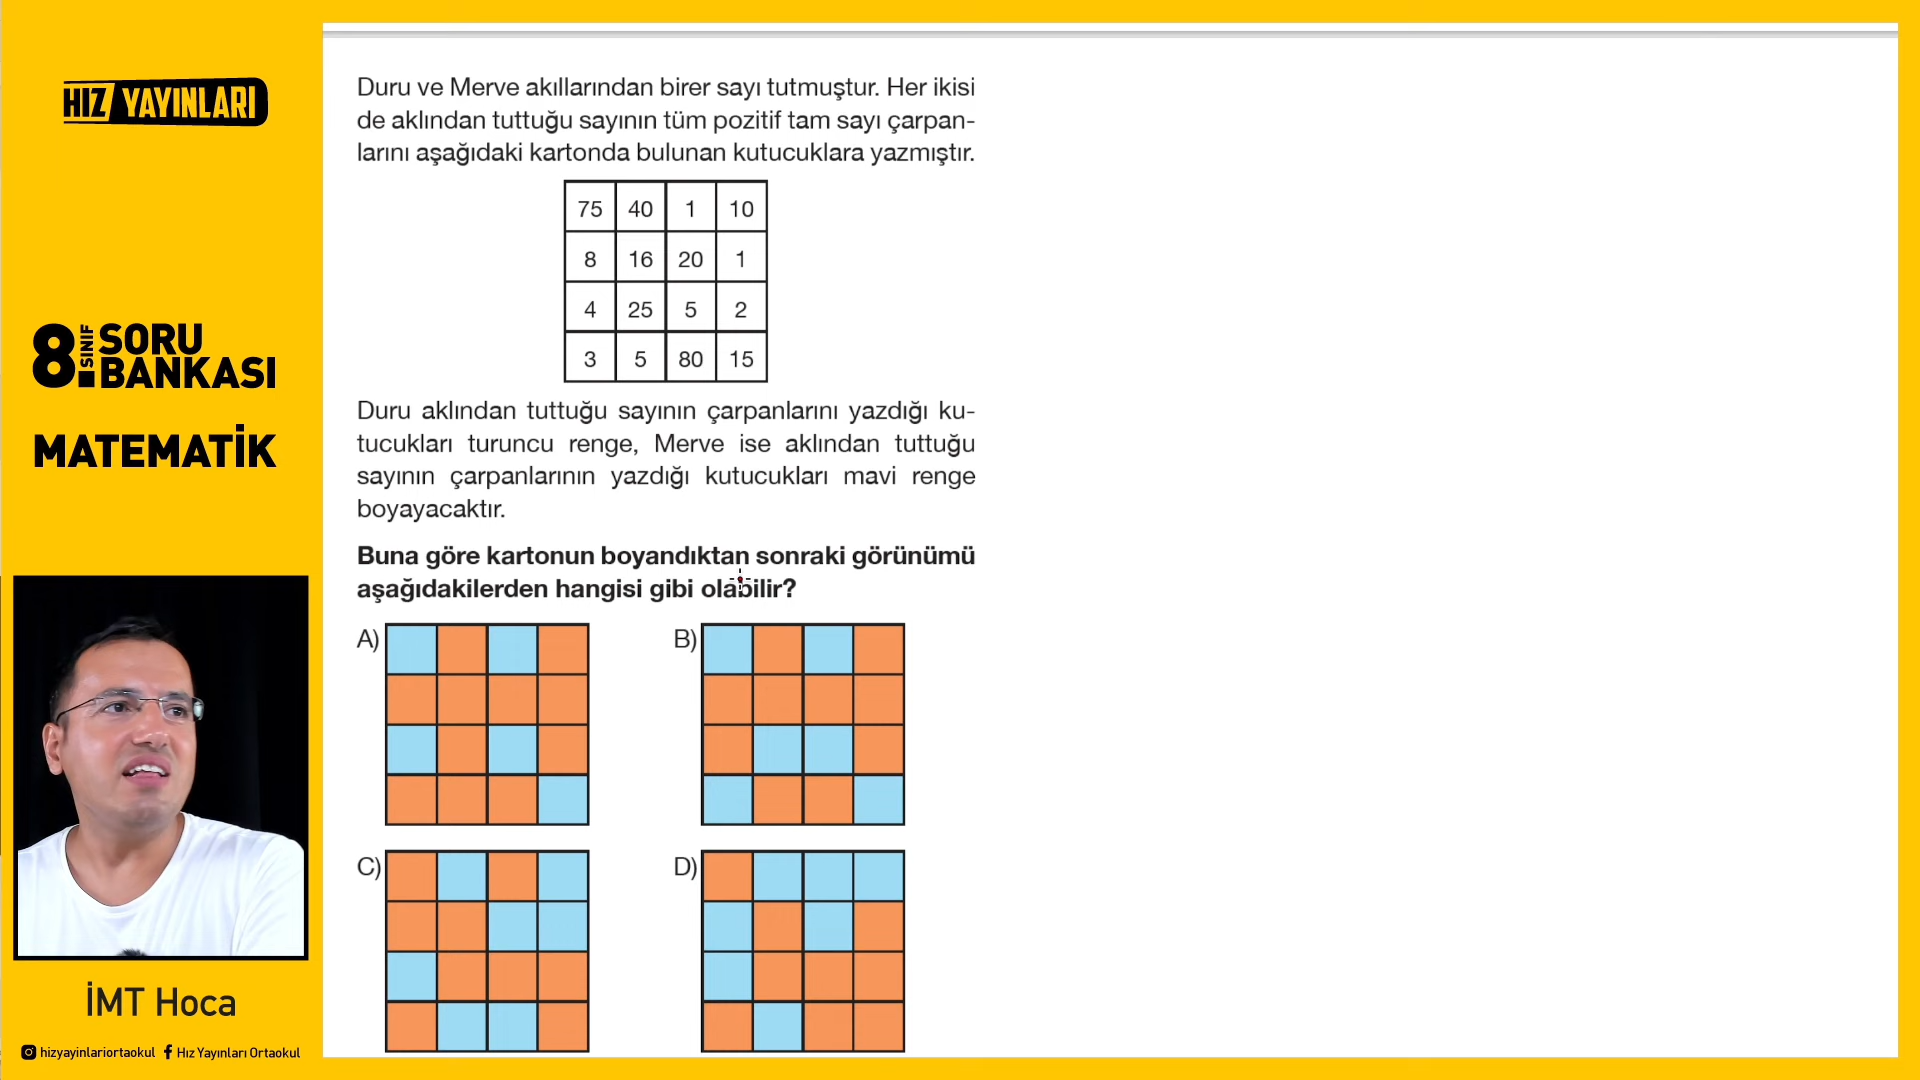 HIZ YAYINLARI
8. SINIF SORU BANKASI
MATEMATİK
İMT Hoca
hizyayinlariortaokul Hız Yayınları Ortaokul
Duru ve Merve akıllarından birer sayı tutmuştur. Her ikisi
de aklından tuttuğu sayının tüm pozitif tam sayı çarpan-
larını aşağıdaki kartonda bulunan kutucuklara yazmıştır.
75 40 1 10
8 16 20 1
4 25 5 2
3 5 80 15
Duru aklından tuttuğu sayının çarpanlarını yazdığı ku-
tucukları turuncu renge, Merve ise aklından tuttuğu
sayının çarpanlarının yazdığı kutucukları mavi renge
boyayacaktır.
Buna göre kartonun boyandıktan sonraki görünümü
aşağıdakilerden hangisi gibi olabilir?
A) B)
C) D)